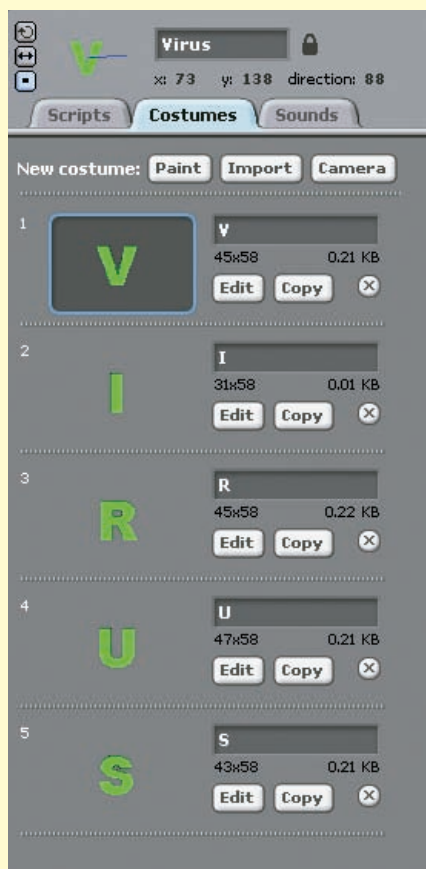 V
Virus
x: 73 y: 138 direction: 88
Scripts Costumes Sounds
New costume: Paint Import Camera
1
V
V
45x58 0.21 KB
Edit Copy
2
I
I
31x58 0.01 KB
Edit Copy
3
R
R
45x58 0.22 KB
Edit Copy
4
U
U
47x58 0.21 KB
Edit Copy
5
S
S
43x58 0.21 KB
Edit Copy